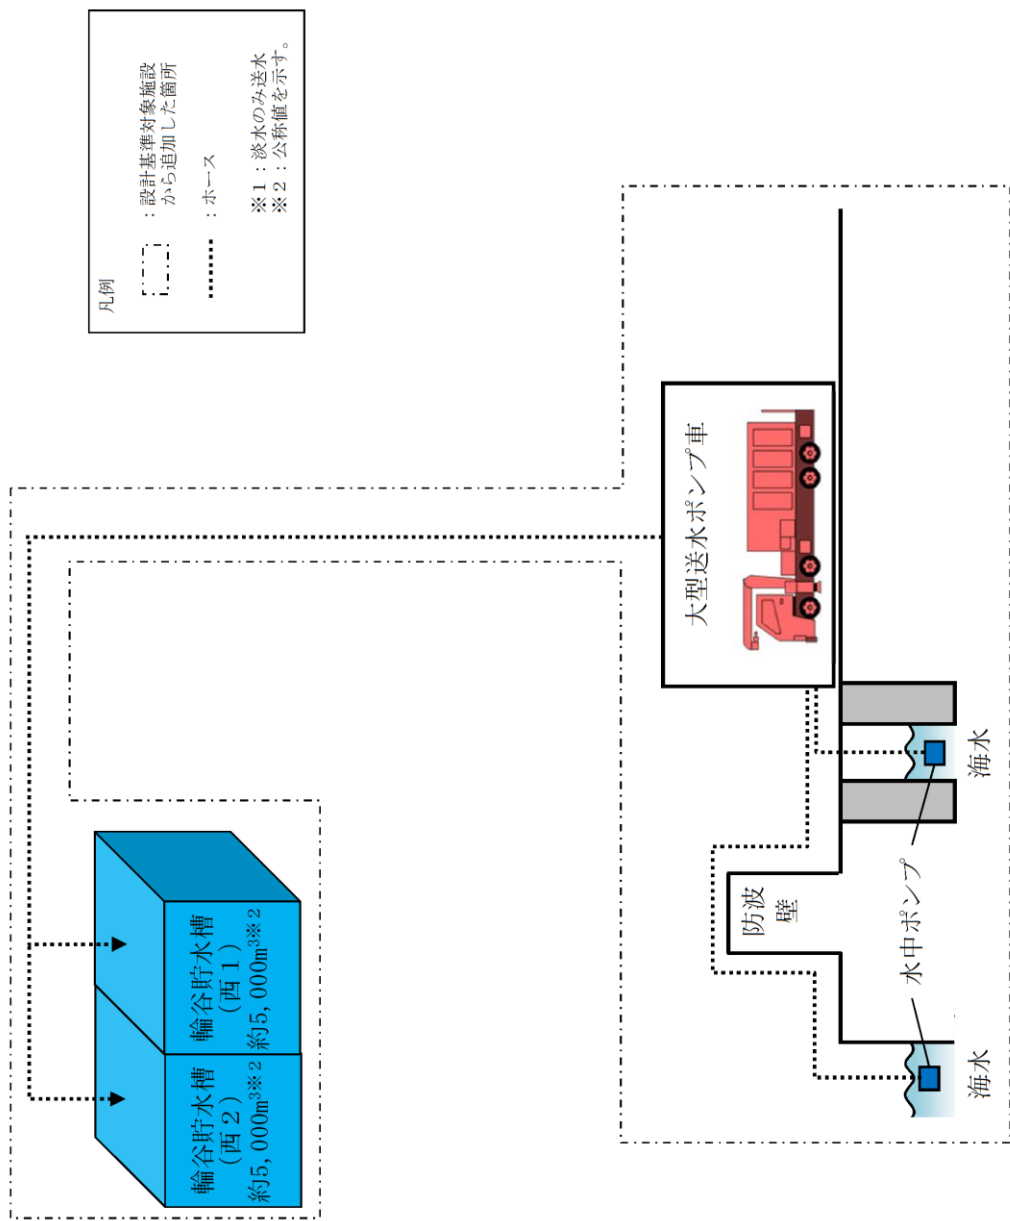 輪谷貯水槽
(西2)
約5,000m³※2
輪谷貯水槽
(西1)
約5,000m³※2
凡例
：設計基準対象施設
から追加した箇所
：ホース
※1：淡水のみ送水
※2：公称値を示す。
大型送水ポンプ車
防波
壁
水中ポンプ
海水
海水